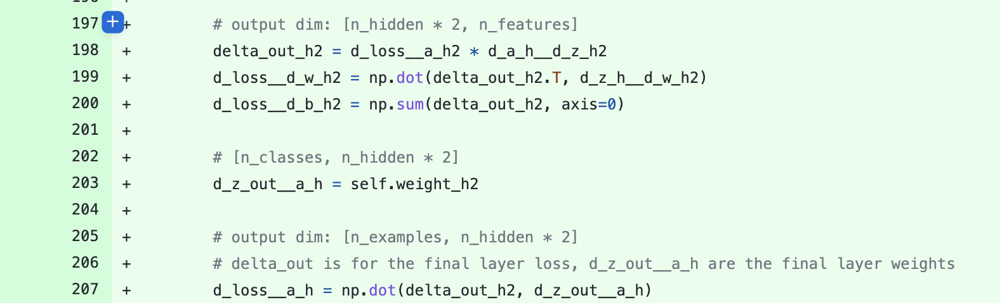 197 + + # output dim: [n_hidden * 2, n_features]
198 + delta_out_h2 = d_loss__a_h2 * d_a_h__d_z_h2
199 + d_loss__d_w_h2 = np.dot(delta_out_h2.T, d_z_h__d_w_h2)
200 + d_loss__d_b_h2 = np.sum(delta_out_h2, axis=0)
201 +
202 + # [n_classes, n_hidden * 2]
203 + d_z_out__a_h = self.weight_h2
204 +
205 + # output dim: [n_examples, n_hidden * 2]
206 + # delta_out is for the final layer loss, d_z_out__a_h are the final layer weights
207 + d_loss__a_h = np.dot(delta_out_h2, d_z_out__a_h)